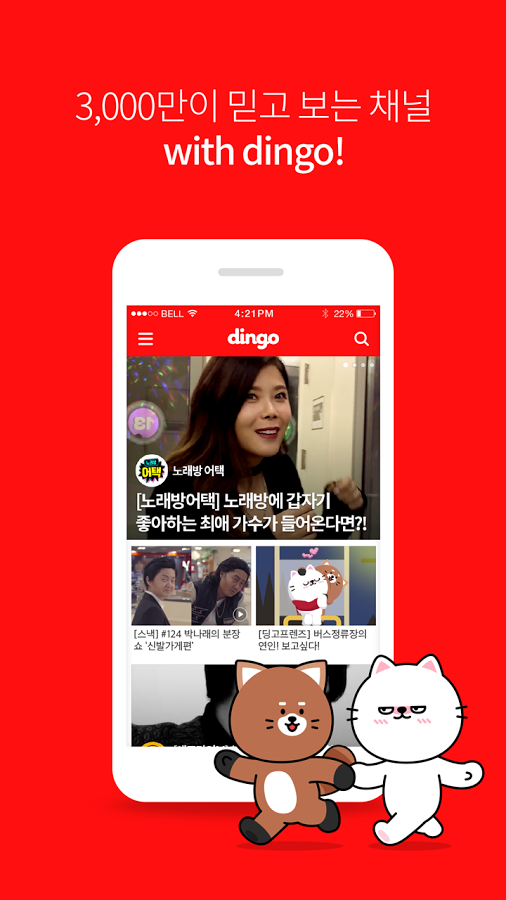 3,000만이 믿고 보는 채널
with dingo!
BELL 4:21PM 22%
dingo
13
노래방 어택
노래방 어택
[노래방어택] 노래방에 갑자기
좋아하는 최애 가수가 들어온다면?!
[스낵] #124 박나래의 분장
쇼 '신발가게편'
[딩고프렌즈] 버스정류장의
연인! 보고싶다!